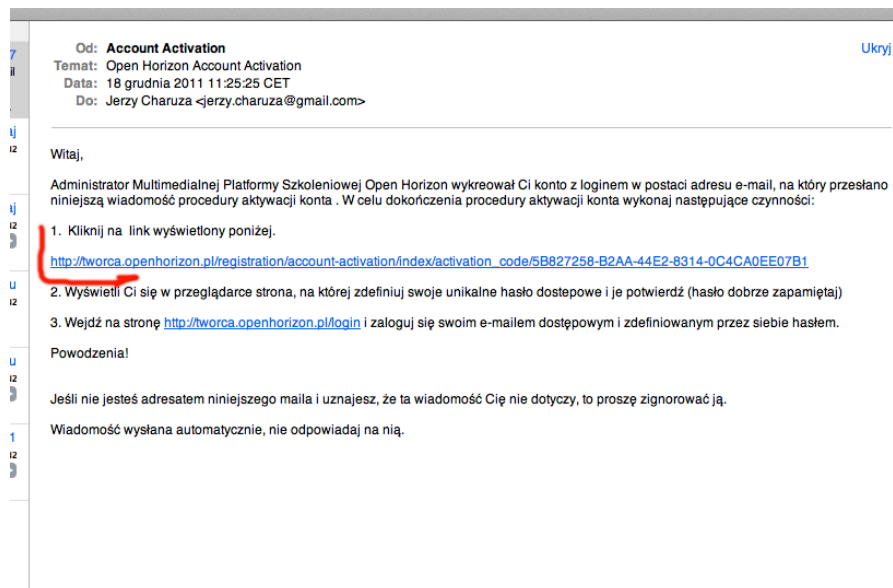 Od: Account Activation
Ukryj
Temat: Open Horizon Account Activation
Data: 18 grudnia 2011 11:25:25 CET
Do: Jerzy Charuza <jerzy.charuza@gmail.com>
Witaj,
Administrator Multimedialnej Platformy Szkoleniowej Open Horizon wykreował Ci konto z loginem w postaci adresu e-mail, na który przesłano
niniejszą wiadomość procedury aktywacji konta . W celu dokończenia procedury aktywacji konta wykonaj następujące czynności:
1. Kliknij na link wyświetlony poniżej.
http://tworca.openhorizon.pl/registration/account-activation/index/activation_code/5B827258-B2AA-44E2-8314-0C4CA0EE07B1
2. Wyświetli Ci się w przeglądarce strona, na której zdefiniuj swoje unikalne hasło dostepowe i je potwierdź (hasło dobrze zapamiętaj)
3. Wejdź na stronę http://tworca.openhorizon.pl/login i zaloguj się swoim e-mailem dostępowym i zdefiniowanym przez siebie hasłem.
Powodzenia!
Jeśli nie jesteś adresatem niniejszego maila i uznajesz, że ta wiadomość Cię nie dotyczy, to proszę zignorować ją.
Wiadomość wysłana automatycznie, nie odpowiadaj na nią.